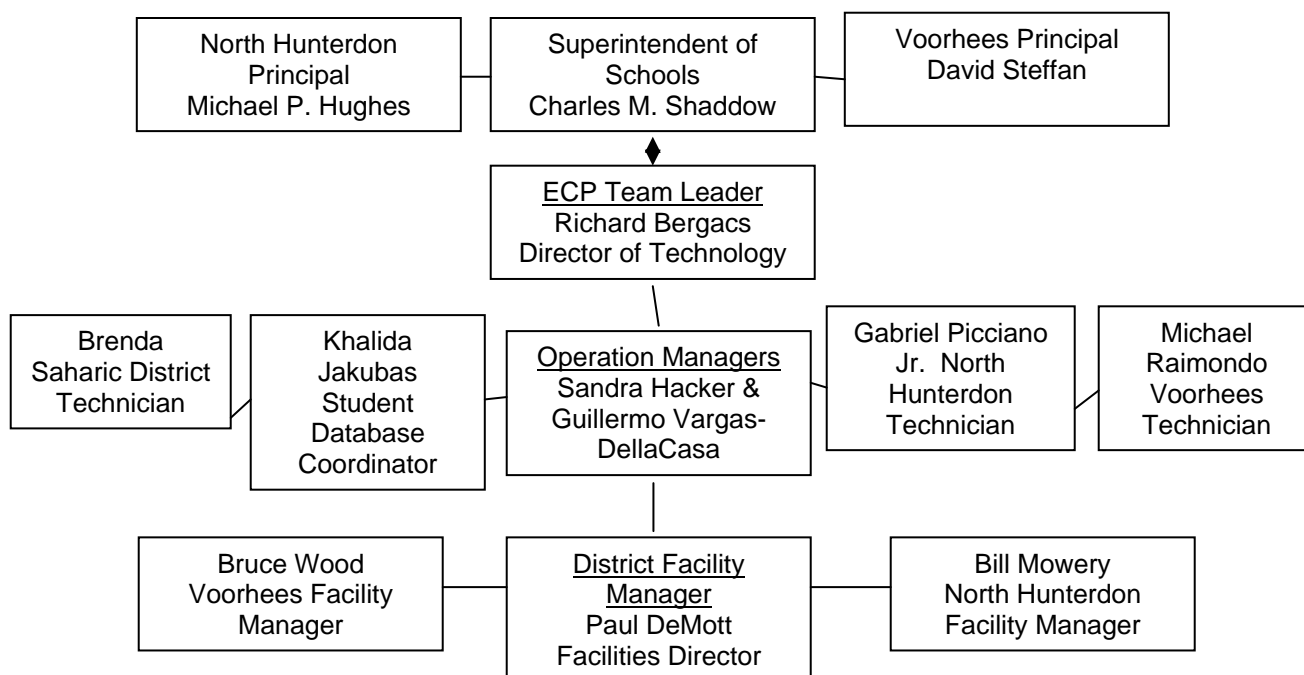 North Hunterdon
Principal
Michael P. Hughes
Superintendent of
Schools
Charles M. Shaddow
Voorhees Principal
David Steffan
ECP Team Leader
Richard Bergacs
Director of Technology
Brenda
Saharic District
Technician
Khalida
Jakubas
Student
Database
Coordinator
Operation Managers
Sandra Hacker &
Guillermo Vargas-
DellaCasa
Gabriel Picciano
Jr. North
Hunterdon
Technician
Michael
Raimondo
Voorhees
Technician
Bruce Wood
Voorhees Facility
Manager
District Facility
Manager
Paul DeMott
Facilities Director
Bill Mowery
North Hunterdon
Facility Manager